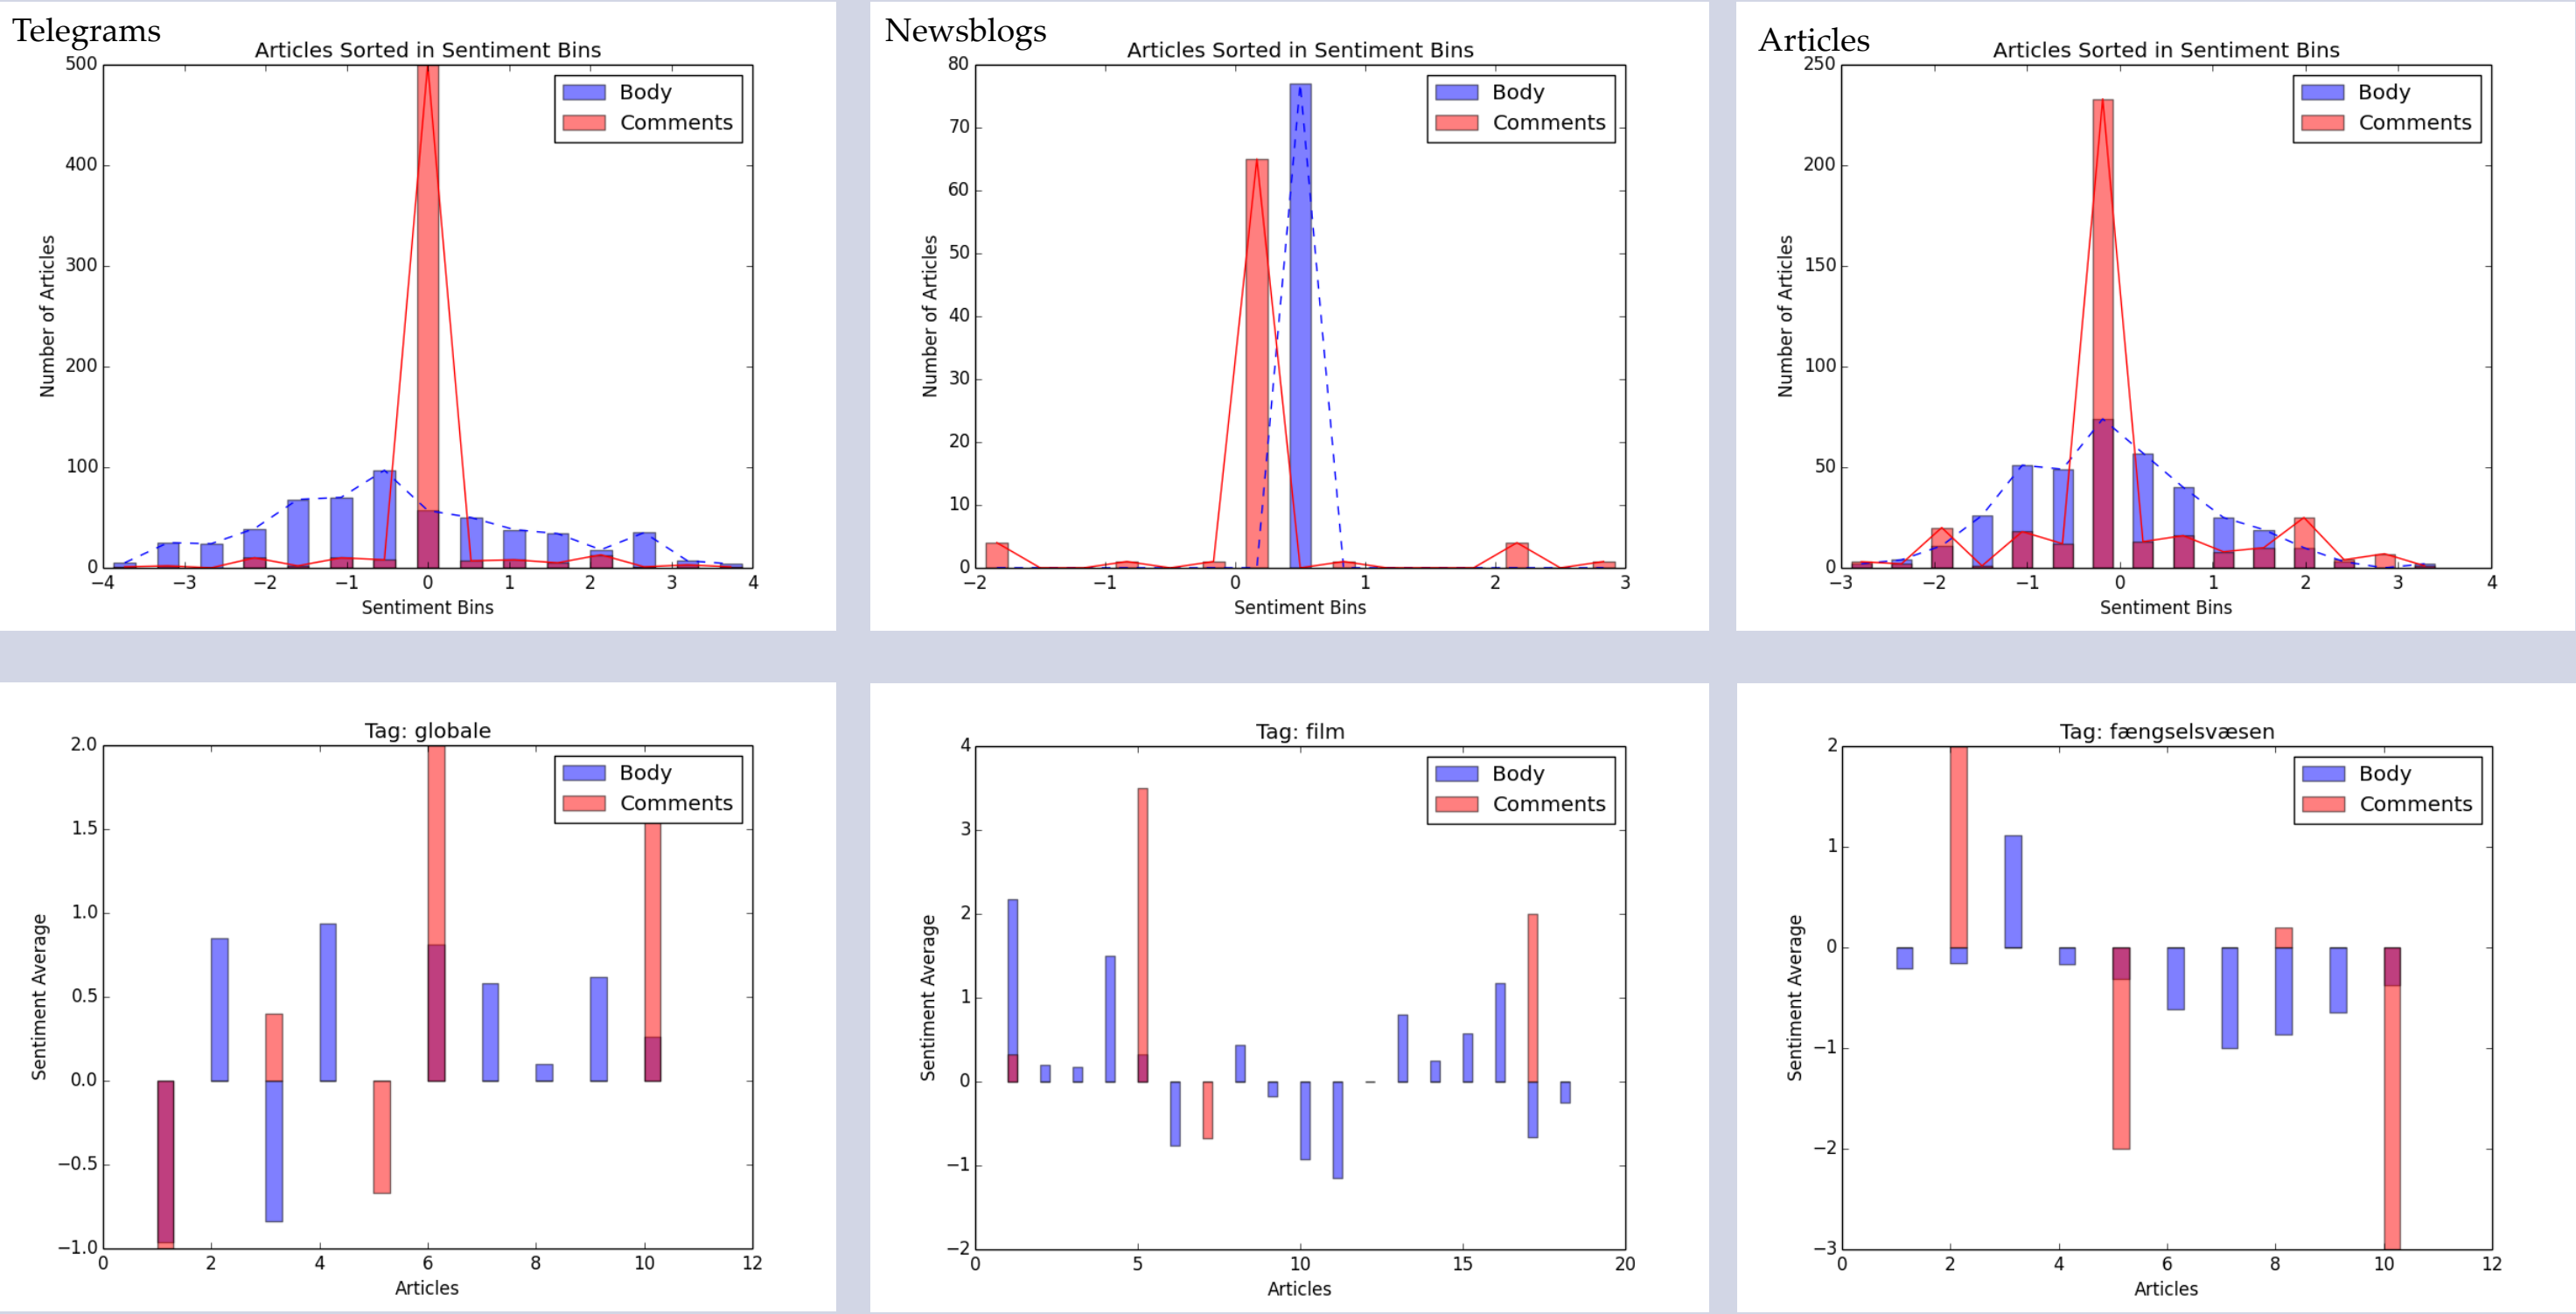 Telegrams
Articles Sorted in Sentiment Bins
500
400
300
200
100
0
Number of Articles
Body
Comments
−4 −3 −2 −1 0 1 2 3 4
Sentiment Bins
Newsblogs
Articles Sorted in Sentiment Bins
80
70
60
50
40
30
20
10
0
Number of Articles
Body
Comments
−2 −1 0 1 2 3
Sentiment Bins
Articles
Articles Sorted in Sentiment Bins
250
200
150
100
50
0
Number of Articles
Body
Comments
−3 −2 −1 0 1 2 3 4
Sentiment Bins
Tag: globale
2.0
1.5
1.0
0.5
0.0
−0.5
−1.0
Sentiment Average
Body
Comments
0 2 4 6 8 10 12
Articles
Tag: film
4
3
2
1
0
−1
−2
Sentiment Average
Body
Comments
0 5 10 15 20
Articles
Tag: fængselsvæsen
2
1
0
−1
−2
−3
Sentiment Average
Body
Comments
0 2 4 6 8 10 12
Articles